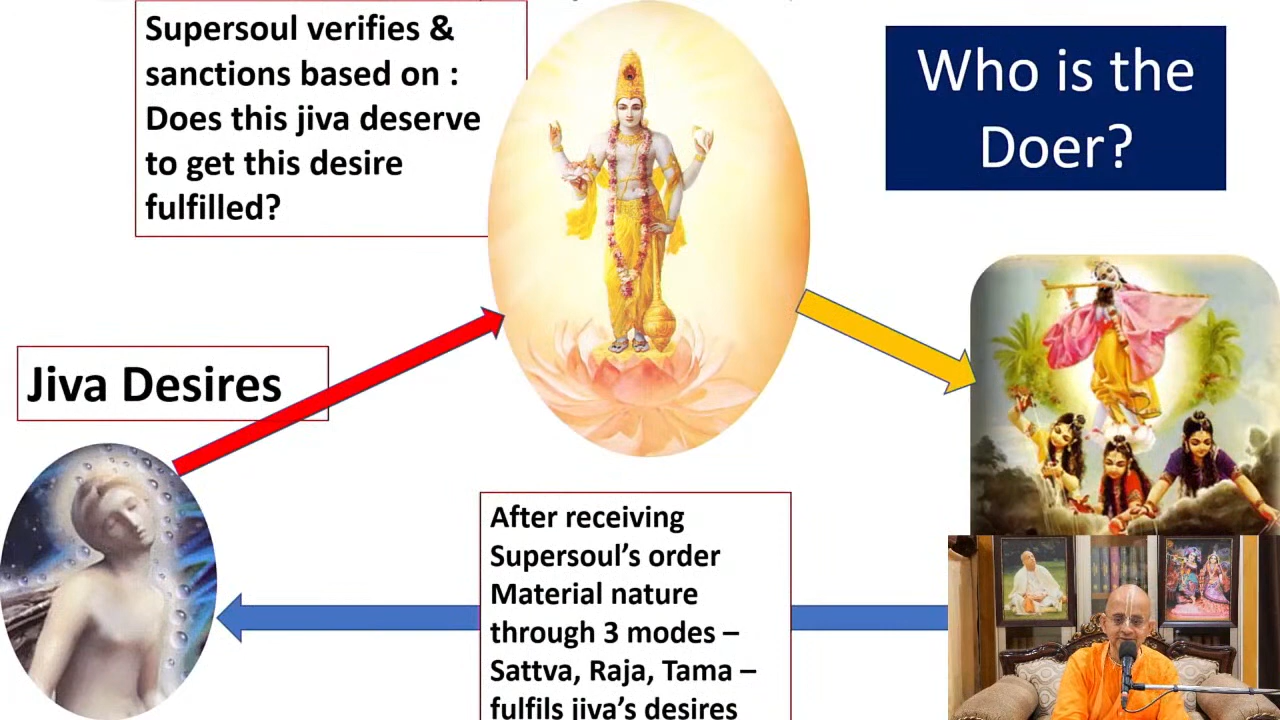 Supersoul verifies &
sanctions based on :
Does this jiva deserve
to get this desire
fulfilled?
Who is the
Doer?
Jiva Desires
After receiving
Supersoul’s order
Material nature
through 3 modes –
Sattva, Raja, Tama –
fulfils jiva’s desires